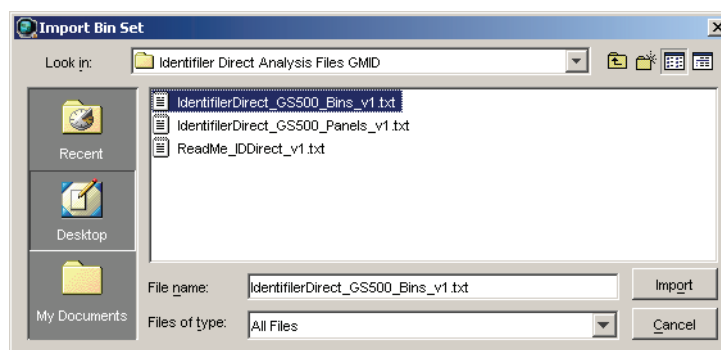 Import Bin Set
Look in:
Identifiler Direct Analysis Files GMID
Recent
Desktop
My Documents
IdentifilerDirect_GS500_Bins_v1.txt
IdentifilerDirect_GS500_Panels_v1.txt
ReadMe_IDDirect_v1.txt
File name:
IdentifilerDirect_GS500_Bins_v1.txt
Import
Files of type:
All Files
Cancel